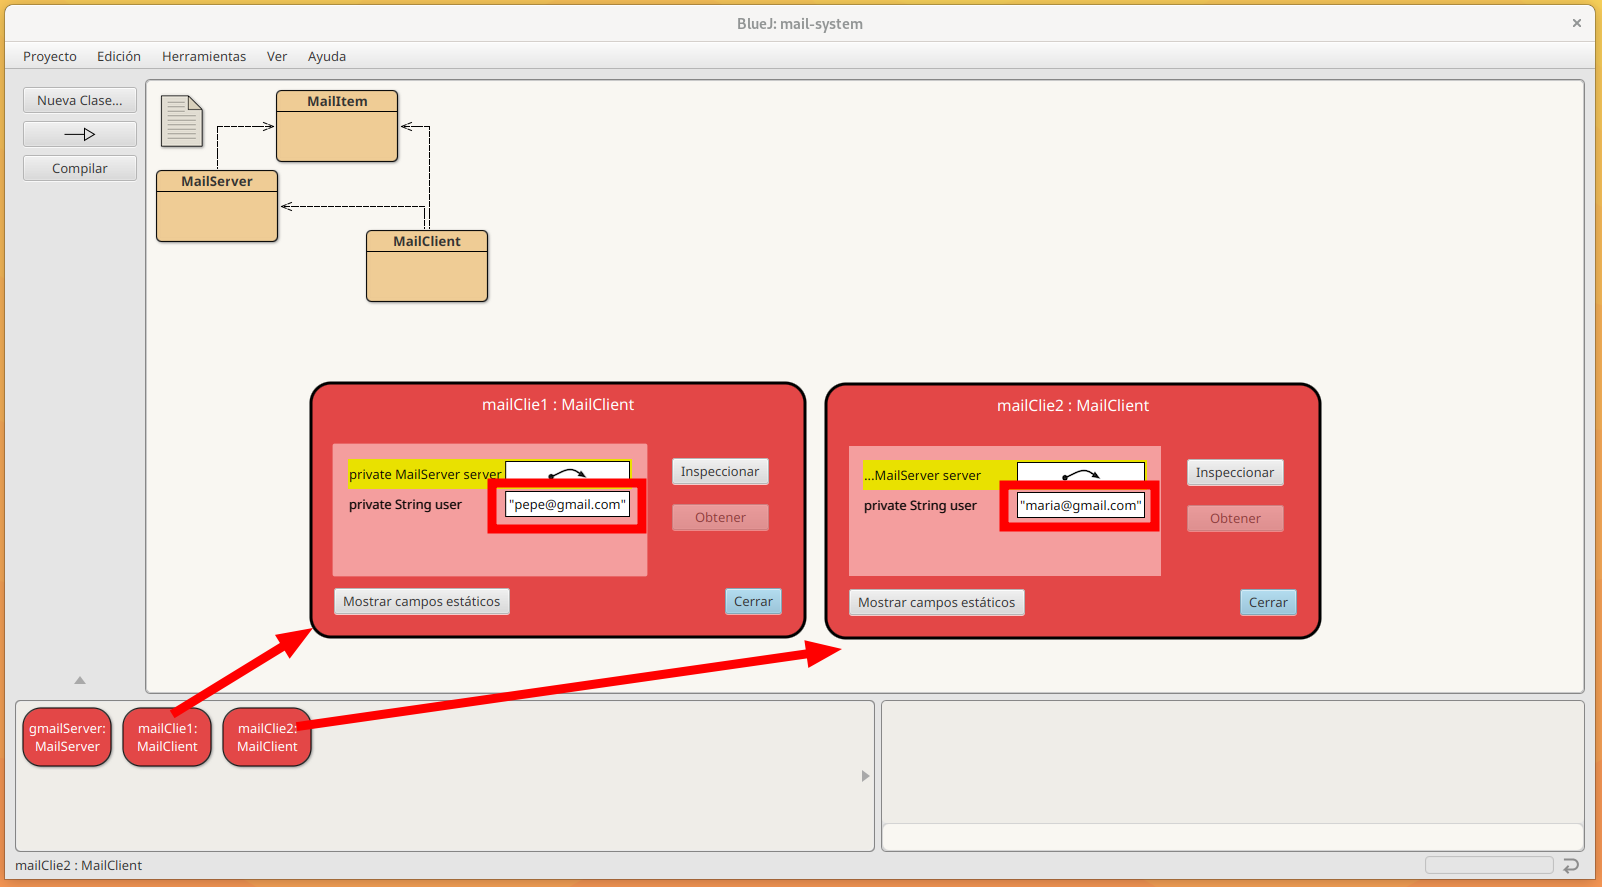 BlueJ: mail-system
Proyecto Edición Herramientas Ver Ayuda
Nueva Clase...
Compilar
MailItem
MailServer
MailClient
mailClie1 : MailClient
private MailServer server
private String user
"pepe@gmail.com"
Inspeccionar
Obtener
Mostrar campos estáticos
Cerrar
mailClie2 : MailClient
...MailServer server
private String user
"maria@gmail.com"
Inspeccionar
Obtener
Mostrar campos estáticos
Cerrar
gmailServer:
MailServer
mailClie1:
MailClient
mailClie2:
MailClient
mailClie2 : MailClient